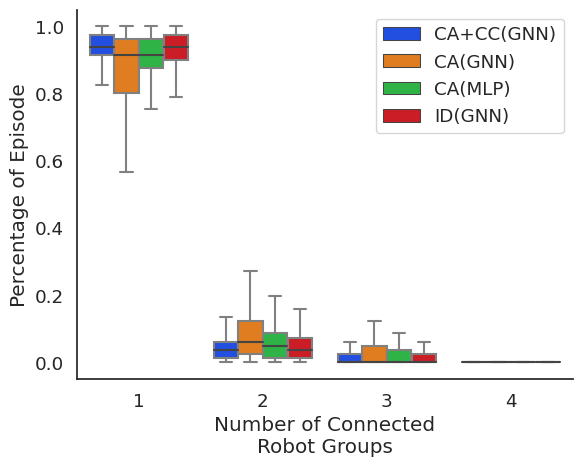 CA+CC(GNN)
CA(GNN)
CA(MLP)
ID(GNN)
Percentage of Episode
1.0
0.8
0.6
0.4
0.2
0.0
1 2 3 4
Number of Connected
Robot Groups